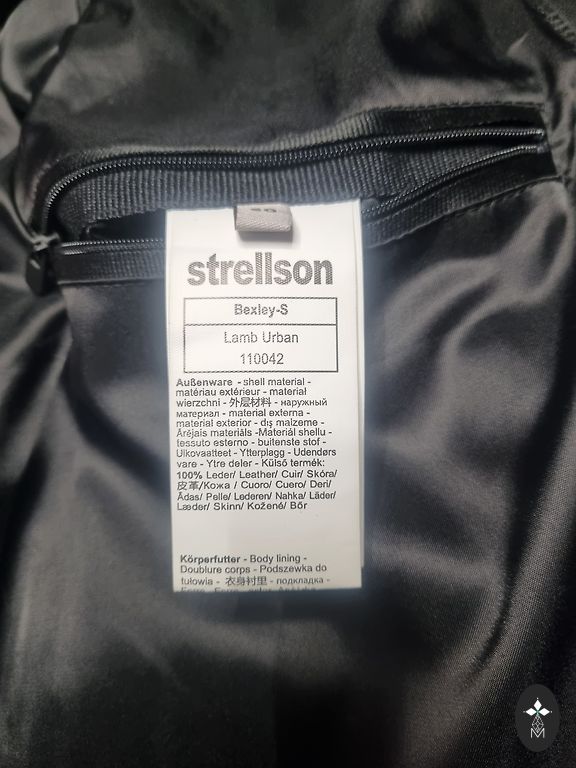 strellson
Bexley-S
Lamb Urban
110042
Außenware - shell material -
matériau extérieur - materiał
wierzchni - 外层材料 - наружный
материал - material externa -
material exterior - dış malzeme -
Ārējais materiāls -Materiál shellu -
tessuto esterno - buitenste stof -
Ulkovaatteet - Ytterplagg - Udendørs
vare - Ytre deler - Külső termék:
100% Leder/ Leather/ Cuir/ Skóra/
皮革/Кожа / Cuoro/ Cuero/ Deri/
Ādas/ Pelle/ Lederen/ Nahka/ Läder/
Læder/ Skinn/ Kožené/ Bőr
Körperfutter - Body lining -
Doublure corps - Podszewka do
tułowia - 衣身衬里 - подкладка -
M